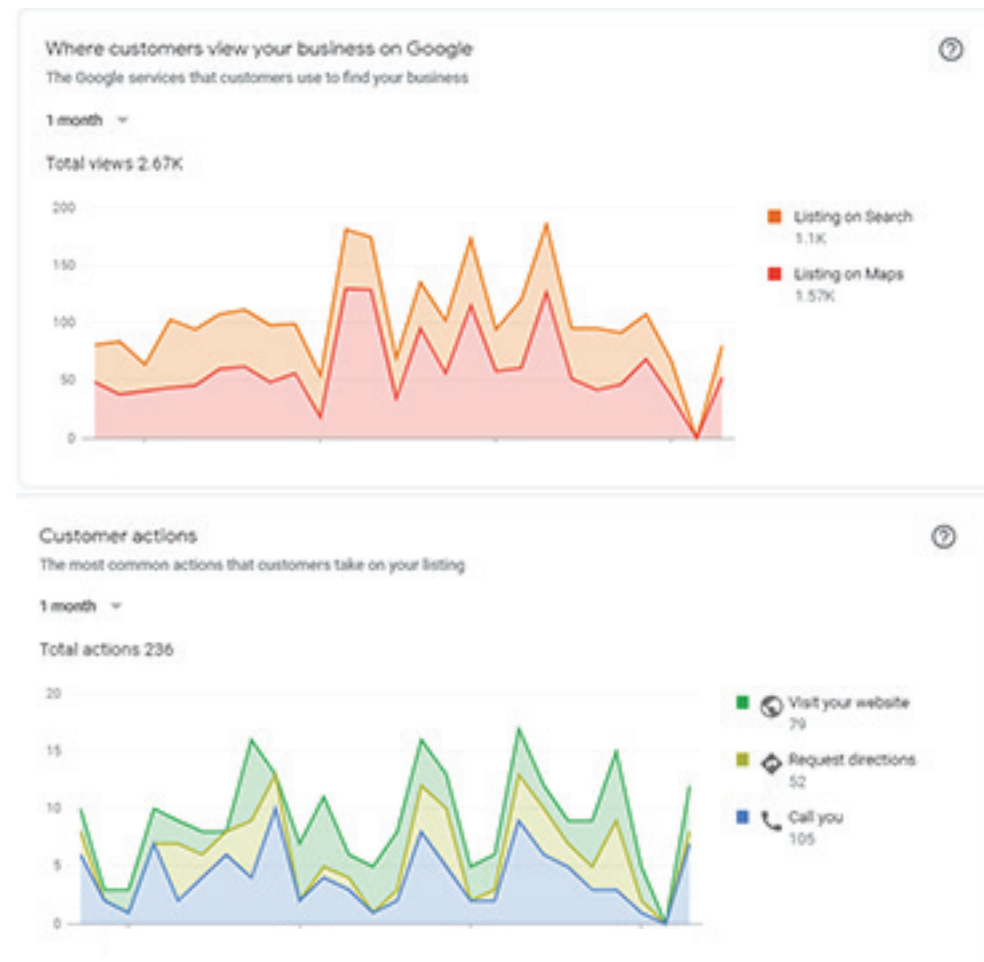 Where customers view your business on Google
The Google services that customers use to find your business
1 month
Total views 2.67K
200
150
100
50
0
Listing on Search
1.1K
Listing on Maps
1.57K
Customer actions
The most common actions that customers take on your listing
1 month
Total actions 236
20
15
10
5
0
Visit your website
79
Request directions
52
Call you
105